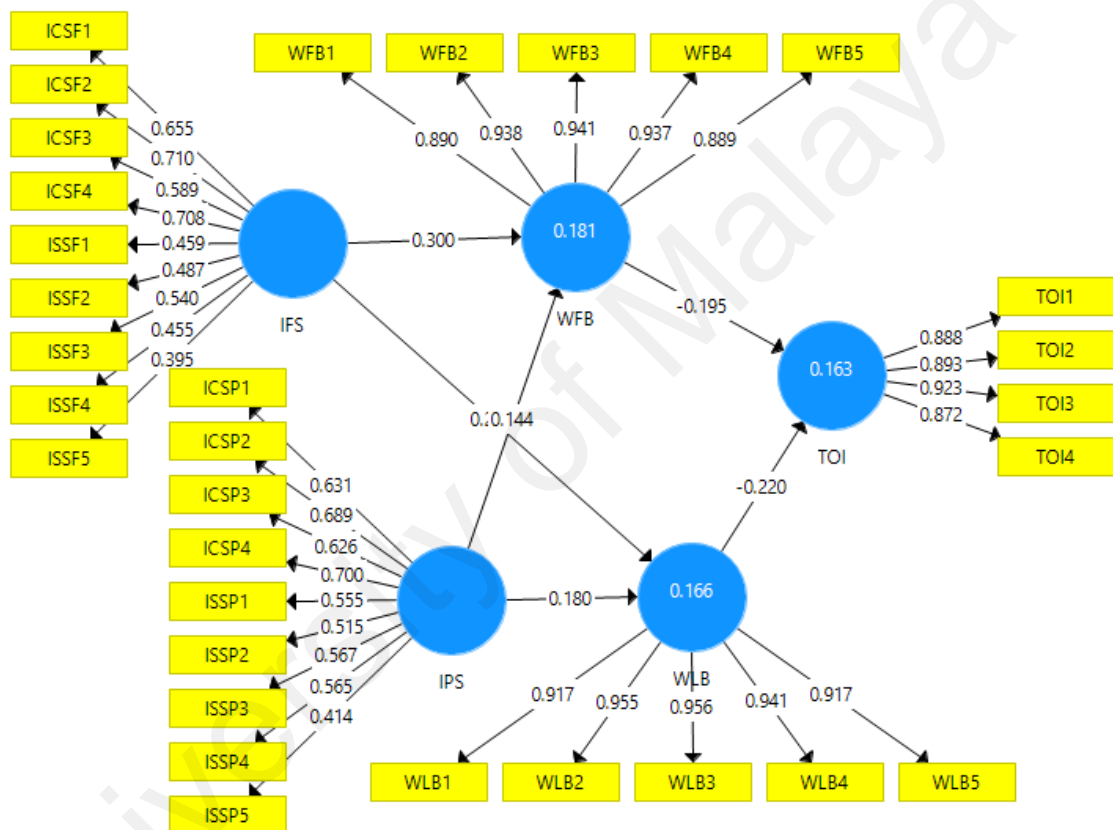 ICSF1
ICSF2
ICSF3
ICSF4
ISSF1
ISSF2
ISSF3
ISSF4
ISSF5
0.655
0.710
0.589
0.708
0.459
0.487
0.540
0.455
0.395
IFS
WFB1
WFB2
WFB3
WFB4
WFB5
0.890
0.938
0.941
0.937
0.889
0.181
WFB
0.300
0.144
-0.195
ICSP1
ICSP2
ICSP3
ICSP4
ISSP1
ISSP2
ISSP3
ISSP4
ISSP5
0.631
0.689
0.626
0.700
0.555
0.515
0.567
0.565
0.414
IPS
0.180
0.166
WLB
-0.220
0.917
0.955
0.956
0.941
0.917
WLB1
WLB2
WLB3
WLB4
WLB5
0.163
TOI
0.888
0.893
0.923
0.872
TOI1
TOI2
TOI3
TOI4
of Malaya